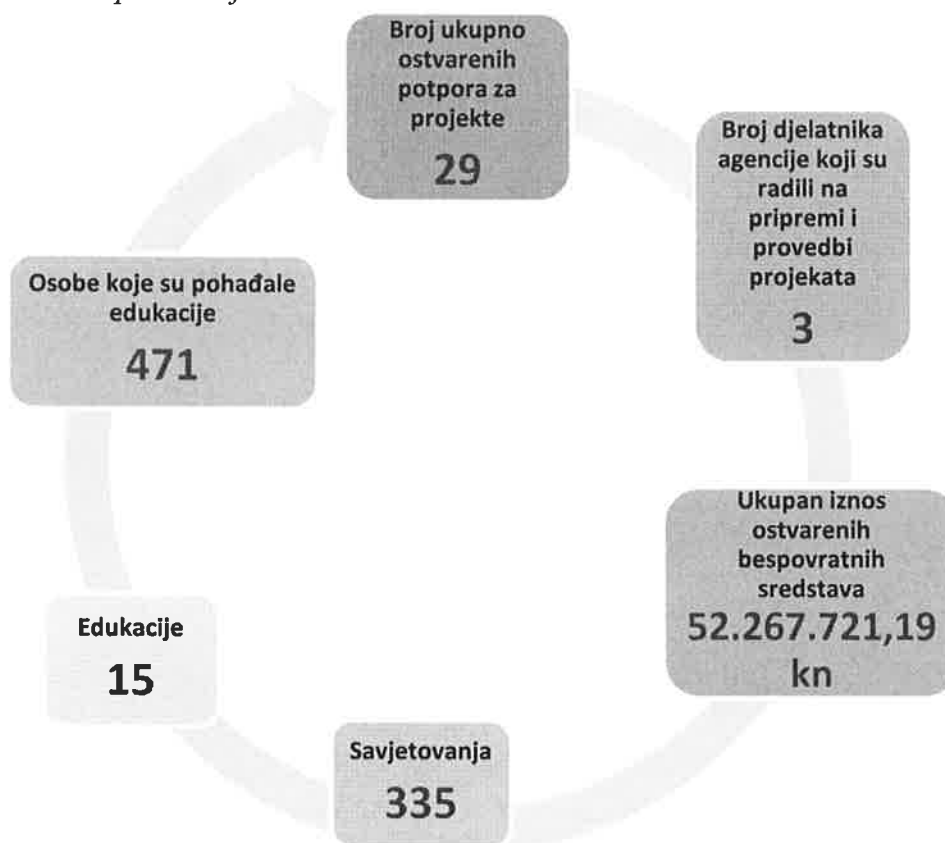 Broj ukupno
ostvarenih
potpora za
projekte
29
Broj djelatnika
agencije koji su
radili na
pripremi i
provedbi
projekata
3
Ukupan iznos
ostvarenih
bespovratnih
sredstava
52.267.721,19
kn
Savjetovanja
335
Edukacije
15
Osobe koje su pohađale
edukacije
471